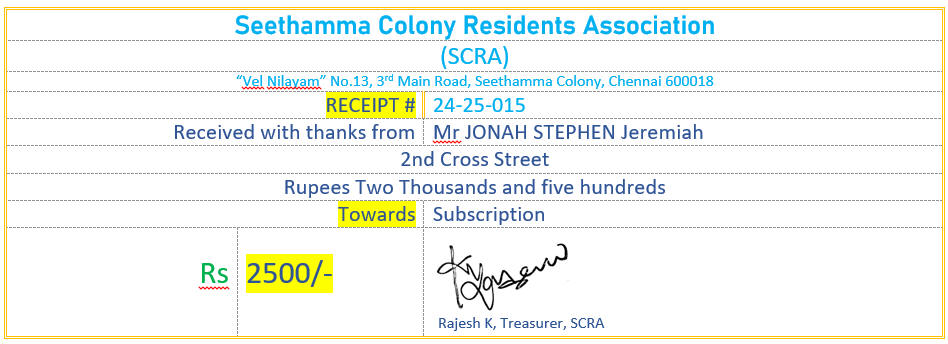 Seethamma Colony Residents Association
(SCRA)
“Vel Nilayam” No.13, 3rd Main Road, Seethamma Colony, Chennai 600018
RECEIPT # 24-25-015
Received with thanks from Mr JONAH STEPHEN Jeremiah
2nd Cross Street
Rupees Two Thousands and five hundreds
Towards Subscription
Rs 2500/-
Rajesh K, Treasurer, SCRA